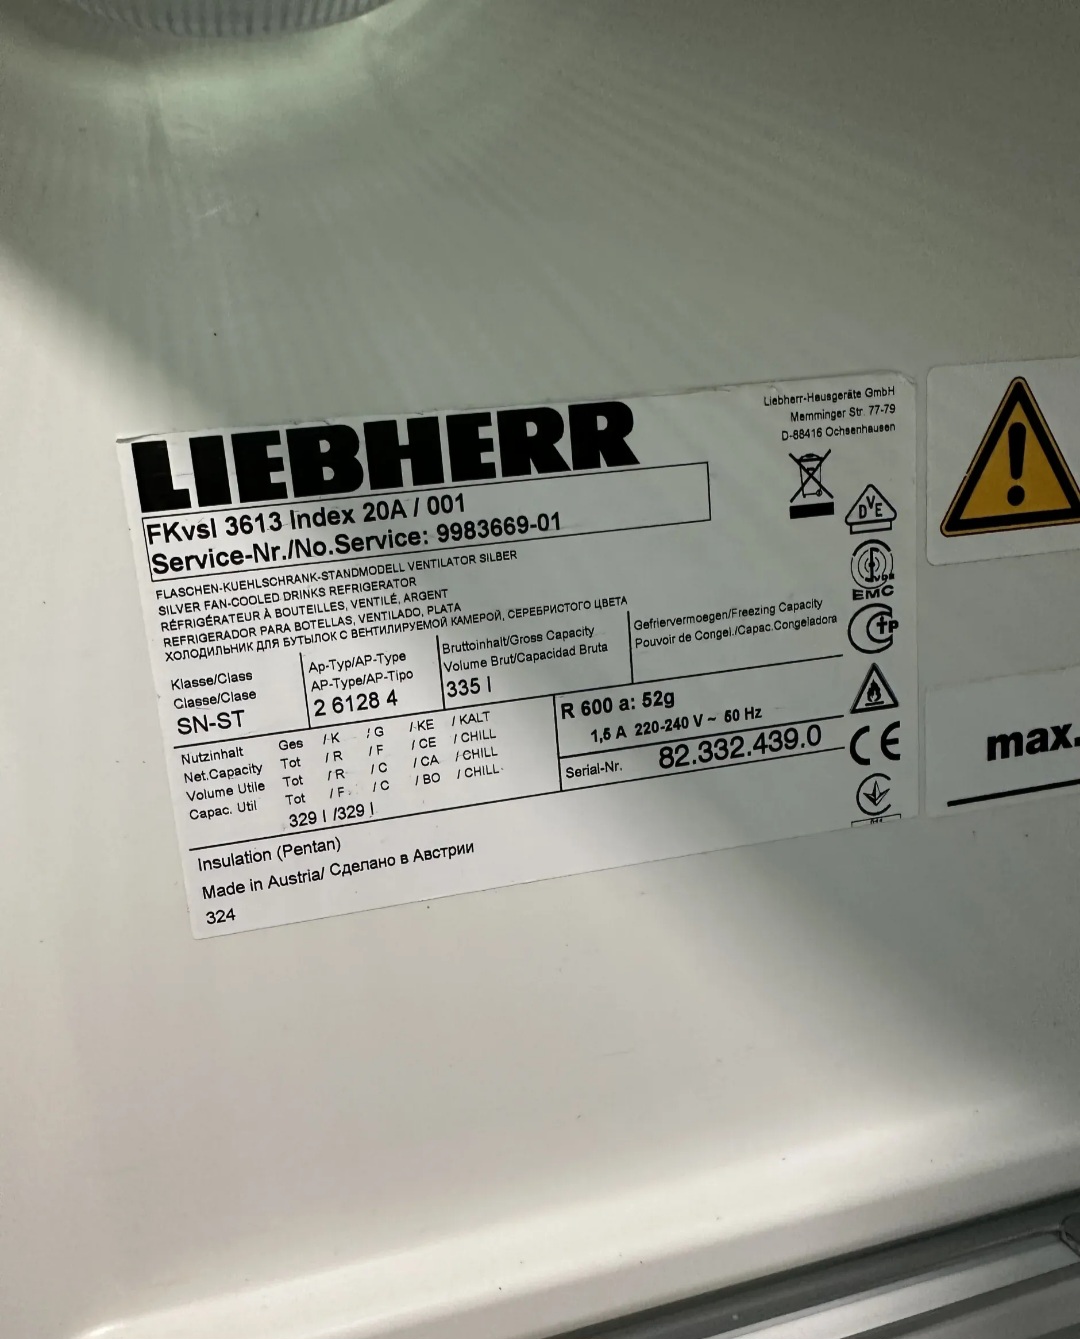 LIEBHERR
Liebherr-Hausgeräte GmbH
Memminger Str. 77-79
D-88416 Ochsenhausen
FKvsl 3613 Index 20A / 001
Service-Nr./No.Service: 9983669-01
FLASCHEN-KUEHLSCHRANK-STANDMODELL VENTILATOR SILBER
SILVER FAN-COOLED DRINKS REFRIGERATOR
RÉFRIGÉRATEUR À BOUTEILLES, VENTILÉ, ARGENT
REFRIGERADOR PARA BOTELLAS, VENTILADO, PLATA
ХОЛОДИЛЬНИК ДЛЯ БУТЫЛОК С ВЕНТИЛИРУЕМОЙ КАМЕРОЙ, СЕРЕБРИСТОГО ЦВЕТА
Klasse/Class
Classe/Clase
SN-ST
Ap-Typ/AP-Type
AP-Type/AP-Tipo
2 6128 4
Bruttoinhalt/Gross Capacity
Volume Brut/Capacidad Bruta
335 l
Gefriervermoegen/Freezing Capacity
Pouvoir de Congel./Capac.Congeladora
Nutzinhalt Ges /K /G /KE /KALT
Net.Capacity Tot /R /F /CE /CHILL
Volume Utile Tot /R /C /CA /CHILL
Capac. Util Tot /F /C /BO /CHILL
329 l /329 l
R 600 a: 52g
1,5 A 220-240 V ~ 50 Hz
Serial-Nr. 82.332.439.0
Insulation (Pentan)
Made in Austria/ Сделано в Австрии
324
DVE
EMC
CE
max.